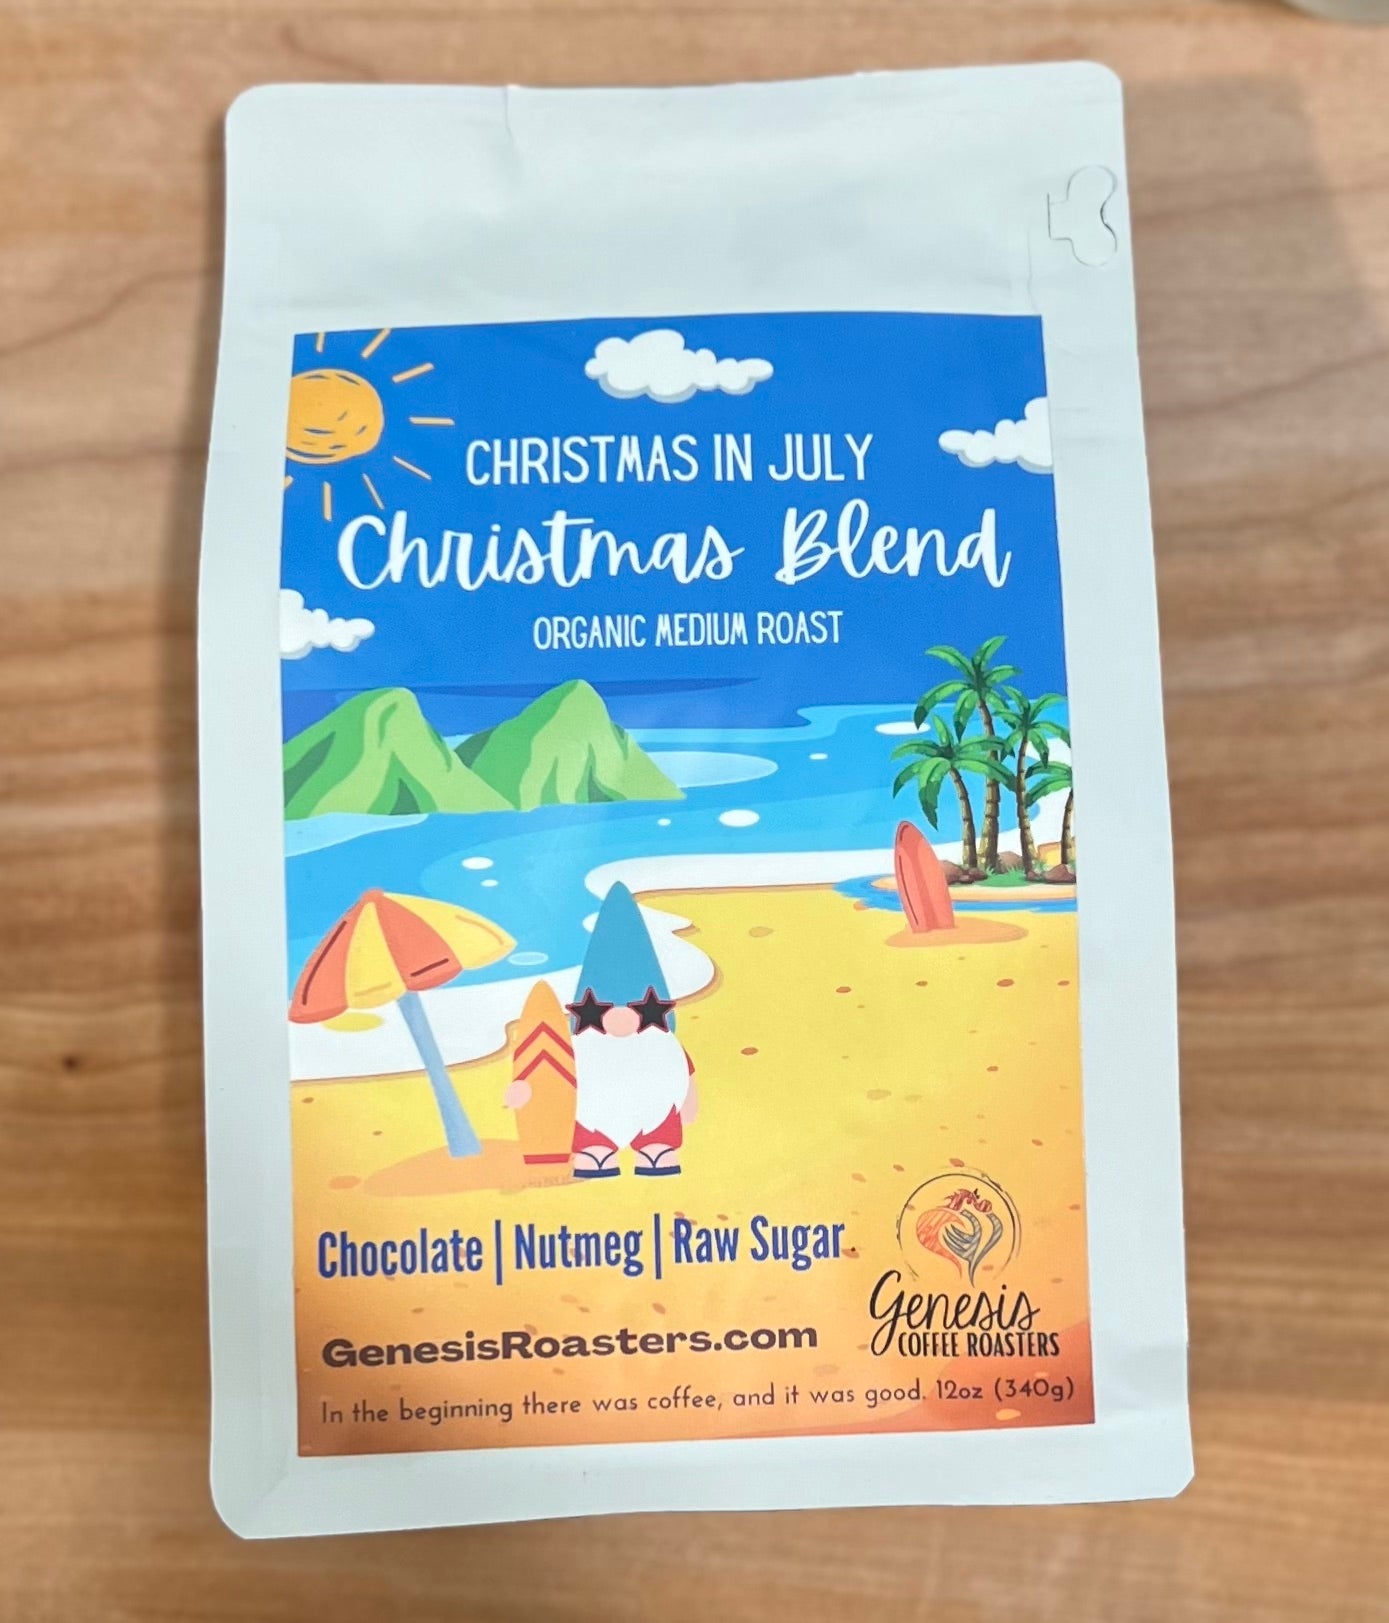 CHRISTMAS IN JULY
Christmas Blend
ORGANIC MEDIUM ROAST
Chocolate | Nutmeg | Raw Sugar.
Genesis
COFFEE ROASTERS
GenesisRoasters.com
In the beginning there was coffee, and it was good. 12oz (340g)